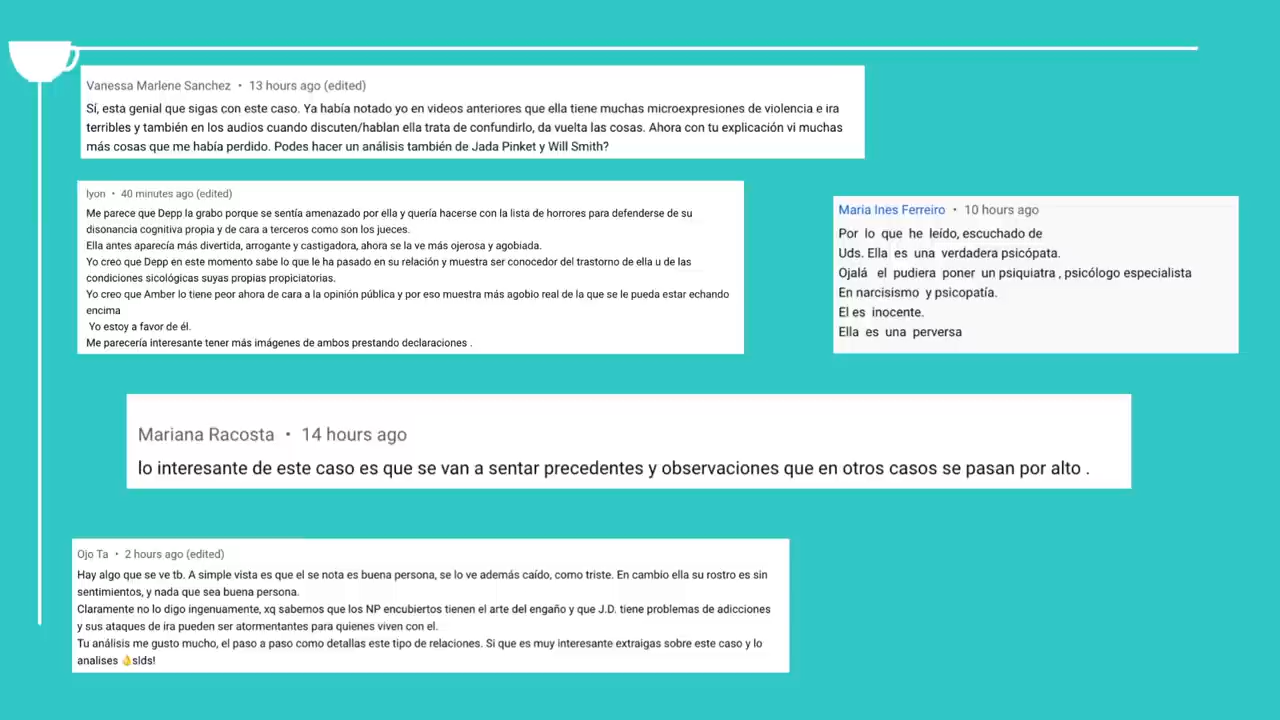 Vanessa Marlene Sanchez • 13 hours ago (edited)
Sí, esta genial que sigas con este caso. Ya había notado yo en videos anteriores que ella tiene muchas microexpresiones de violencia e ira
terribles y también en los audios cuando discuten/hablan ella trata de confundirlo, da vuelta las cosas. Ahora con tu explicación vi muchas
más cosas que me había perdido. Podes hacer un análisis también de Jada Pinket y Will Smith?
lyon • 40 minutes ago (edited)
Me parece que Depp la grabo porque se sentía amenazado por ella y quería hacerse con la lista de horrores para defenderse de su
disonancia cognitiva propia y de cara a terceros como son los jueces.
Ella antes aparecía más divertida, arrogante y castigadora, ahora se la ve más ojerosa y agobiada.
Yo creo que Depp en este momento sabe lo que le ha pasado en su relación y muestra ser conocedor del trastorno de ella u de las
condiciones sicológicas suyas propias propiciatorias.
Yo creo que Amber lo tiene peor ahora de cara a la opinión pública y por eso muestra más agobio real de la que se le pueda estar echando
encima
Yo estoy a favor de él.
Me parecería interesante tener más imágenes de ambos prestando declaraciones .
Maria Ines Ferreiro • 10 hours ago
Por lo que he leído, escuchado de
Uds. Ella es una verdadera psicópata.
Ojalá el pudiera poner un psiquiatra , psicólogo especialista
En narcisismo y psicopatía.
El es inocente.
Ella es una perversa
Mariana Racosta • 14 hours ago
lo interesante de este caso es que se van a sentar precedentes y observaciones que en otros casos se pasan por alto .
Ojo Ta • 2 hours ago (edited)
Hay algo que se ve tb. A simple vista es que el se nota es buena persona, se lo ve además caído, como triste. En cambio ella su rostro es sin
sentimientos, y nada que sea buena persona.
Claramente no lo digo ingenuamente, xq sabemos que los NP encubiertos tienen el arte del engaño y que J.D. tiene problemas de adicciones
y sus ataques de ira pueden ser atormentantes para quienes viven con el.
Tu análisis me gusto mucho, el paso a paso como detallas este tipo de relaciones. Si que es muy interesante extraigas sobre este caso y lo
analises 👌slds!